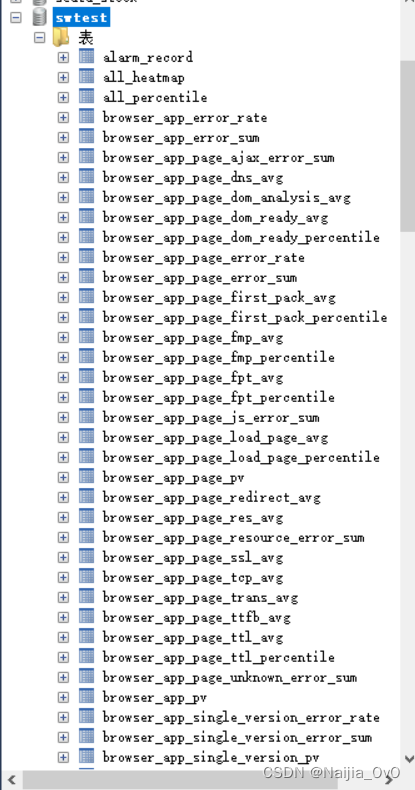 swtest
表
alarm_record
all_heatmap
all_percentile
browser_app_error_rate
browser_app_error_sum
browser_app_page_ajax_error_sum
browser_app_page_dns_avg
browser_app_page_dom_analysis_avg
browser_app_page_dom_ready_avg
browser_app_page_dom_ready_percentile
browser_app_page_error_rate
browser_app_page_error_sum
browser_app_page_first_pack_avg
browser_app_page_first_pack_percentile
browser_app_page_fmp_avg
browser_app_page_fmp_percentile
browser_app_page_fpt_avg
browser_app_page_fpt_percentile
browser_app_page_js_error_sum
browser_app_page_load_page_avg
browser_app_page_load_page_percentile
browser_app_page_pv
browser_app_page_redirect_avg
browser_app_page_res_avg
browser_app_page_resource_error_sum
browser_app_page_ssl_avg
browser_app_page_tcp_avg
browser_app_page_trans_avg
browser_app_page_ttfb_avg
browser_app_page_ttl_avg
browser_app_page_ttl_percentile
browser_app_page_unknown_error_sum
browser_app_pv
browser_app_single_version_error_rate
browser_app_single_version_error_sum
browser_app_single_version_pv
CSDN @Naijia_OvO